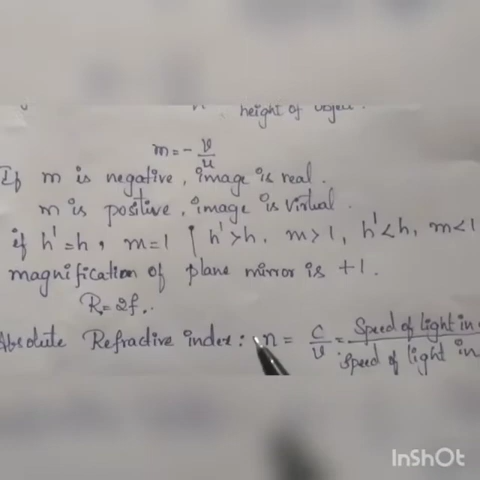 height of object.
m = - v/u
If m is negative, image is real.
m is positive, image is virtual.
if h' = h, m = 1 | h' > h, m > 1, h' < h, m < 1
magnification of plane mirror is +1.
R = 2f.
Absolute Refractive index: n = c/v = Speed of light in / speed of light in
InShOt